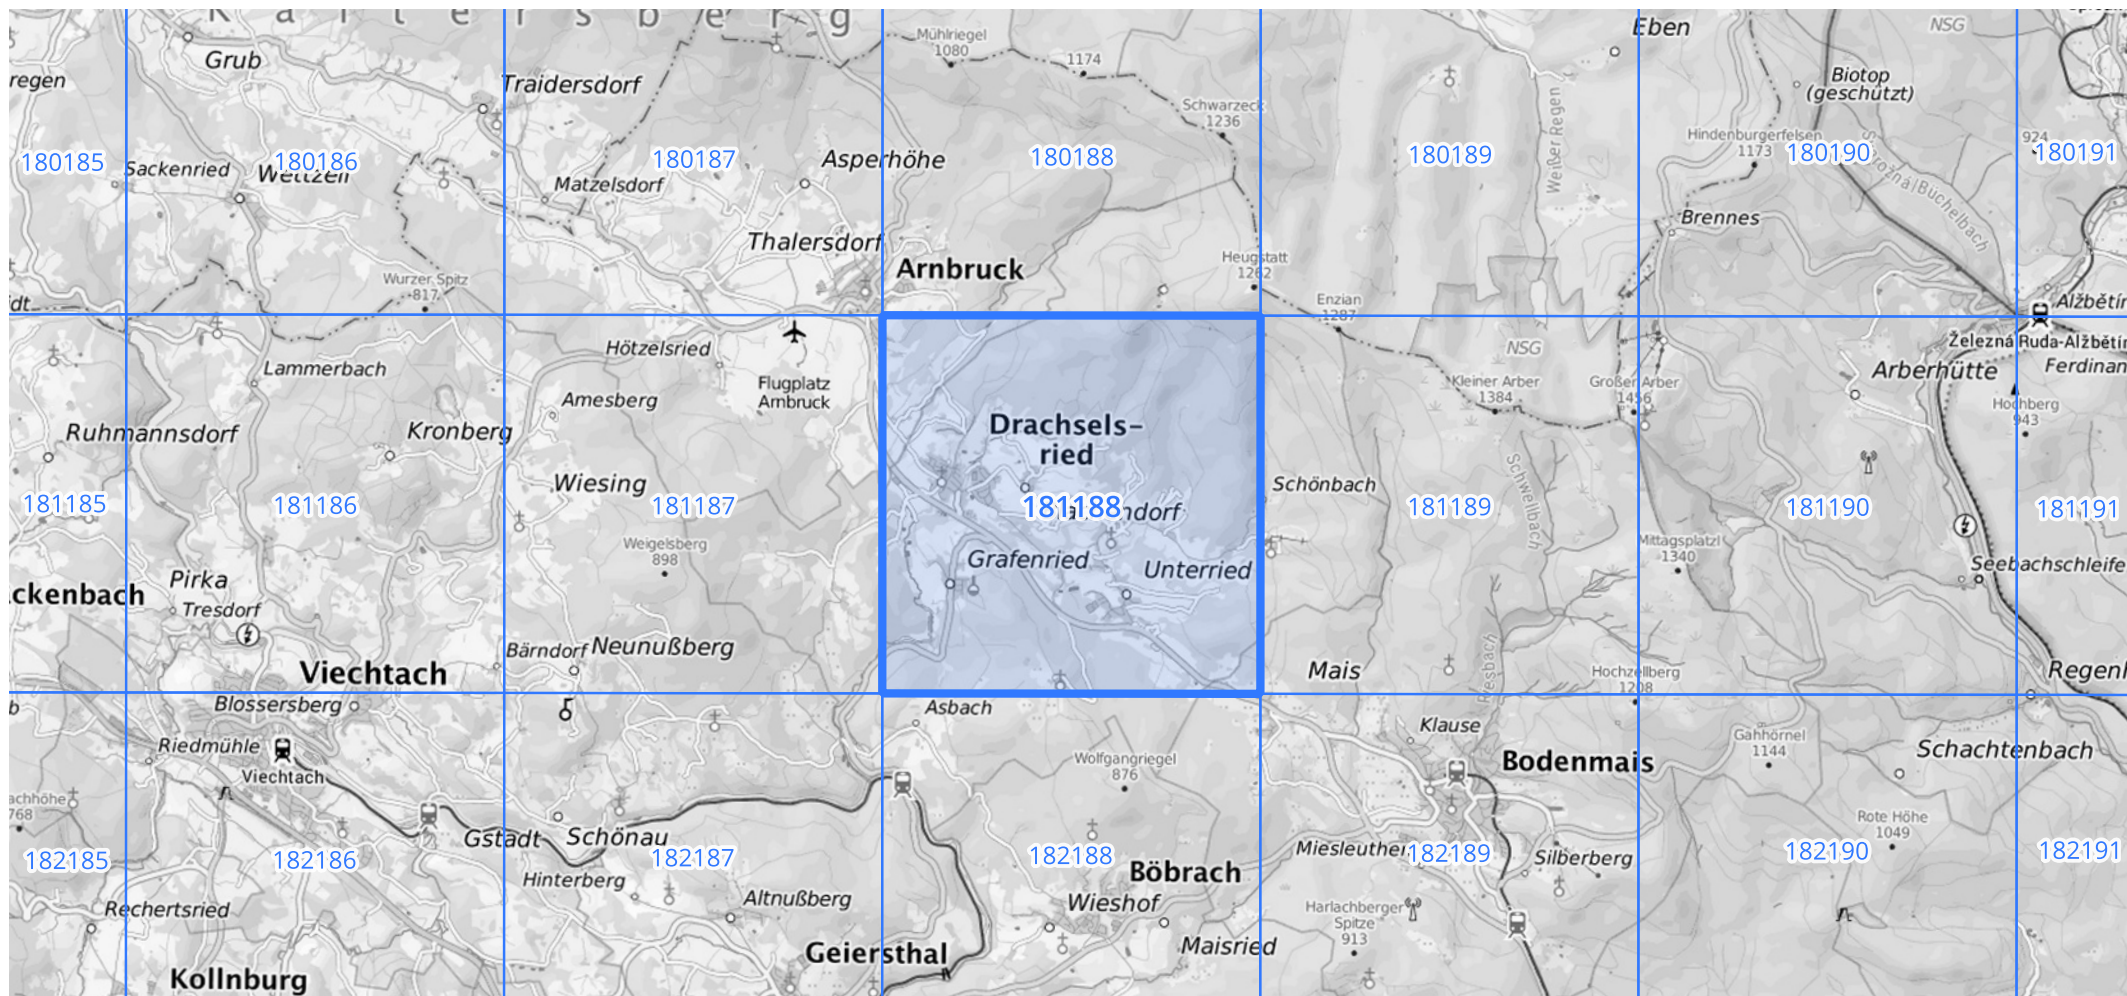 K a i t e r s b e r g
Grub
regen
Traidersdorf
Mühlriegel
1080
1174
Schwarzeck
1236
Eben
NSG
Biotop
(geschützt)
Hindenburgerfelsen
1173
924
180185
Sackenried
180186
Wettzell
180187
Asperhöhe
180188
180189
Weißer Regen
180190
180191
Matzelsdorf
Thalersdorf
Arnbruck
Heugstatt
1262
Brennes
Wurzer Spitz
817
Enzian
1287
Alžbětín
Lammerbach
Hötzelsried
Flugplatz
Arnbruck
Amesberg
NSG
Kleiner Arber
1384
Großer Arber
1456
Železná Ruda-Alžbětín
Arberhütte
Ferdinan
Hochberg
943
Ruhmannsdorf
Kronberg
Drachsels-
ried
Wiesing
Schönbach
Schwellbach
181185
181186
181187
181188
181189
181190
181191
Weigelsberg
898
Grafenried
Unterried
Mittagsplatzl
1340
Seebachschleife
Pirka
ckenbach
Tresdorf
Bärndorf
Neunußberg
Viechtach
Mais
Riesbach
Hochzellberg
1208
Blossersberg
Asbach
Klause
Riedmühle
Viechtach
Wolfgangriegel
876
Bodenmais
Gahhörnel
1144
Schachtenbach
768
Gstadt
Schönau
Rote Höhe
1049
182185
182186
182187
182188
182189
182190
182191
Silberberg
Hinterberg
Altnußberg
Böbrach
Wieshof
Rechertsried
Harlachberger
Spitze
913
Geiersthal
Maisried
Kollnburg